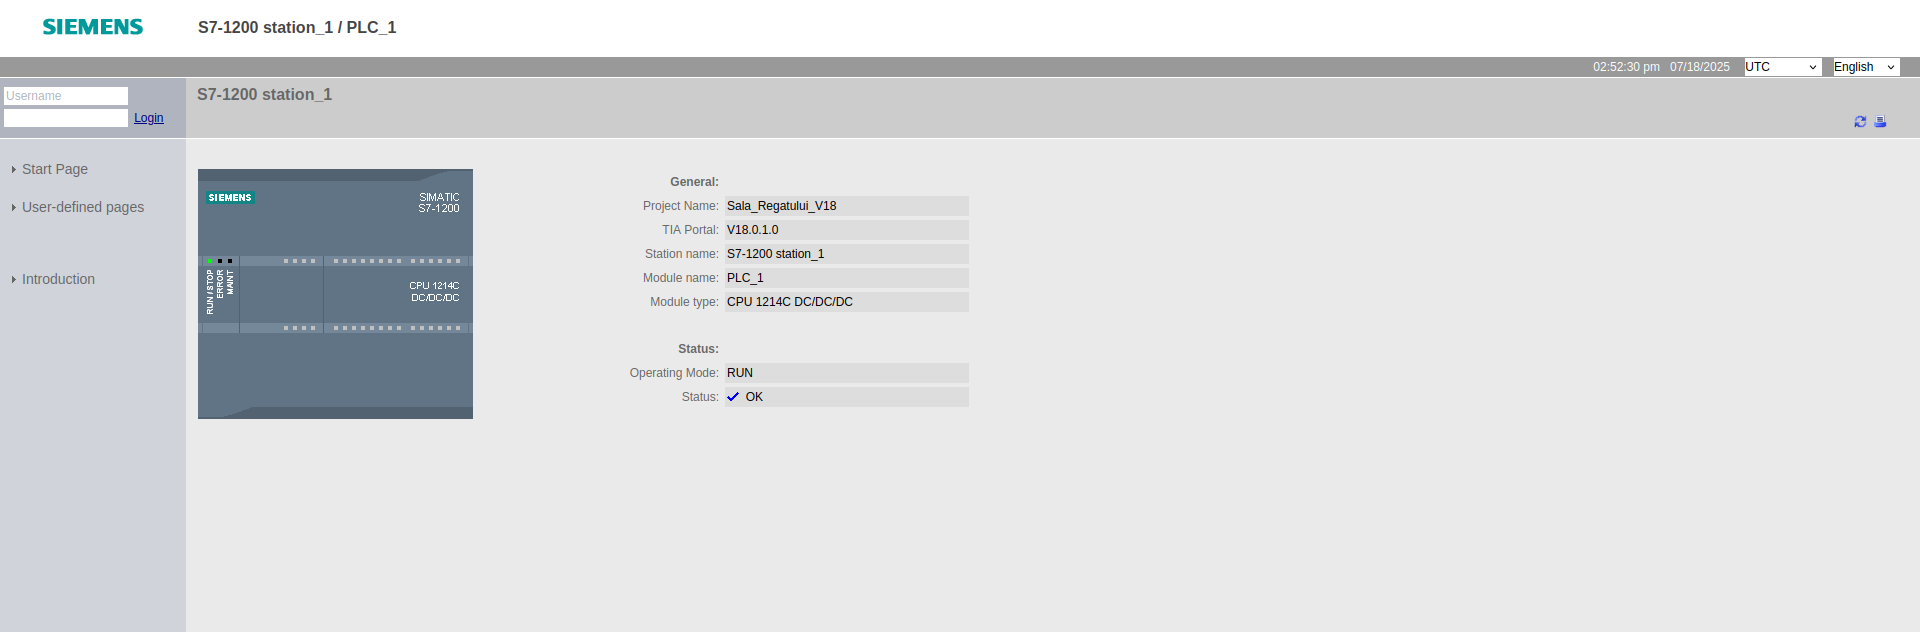 SIEMENS
S7-1200 station_1 / PLC_1
02:52:30 pm 07/18/2025 UTC English
Username
Login
S7-1200 station_1
Start Page
User-defined pages
Introduction
SIEMENS
SIMATIC
S7-1200
RUN / STOP
ERROR
MAINT
CPU 1214C
DC/DC/DC
General:
Project Name: Sala_Regatului_V18
TIA Portal: V18.0.1.0
Station name: S7-1200 station_1
Module name: PLC_1
Module type: CPU 1214C DC/DC/DC
Status:
Operating Mode: RUN
Status: OK